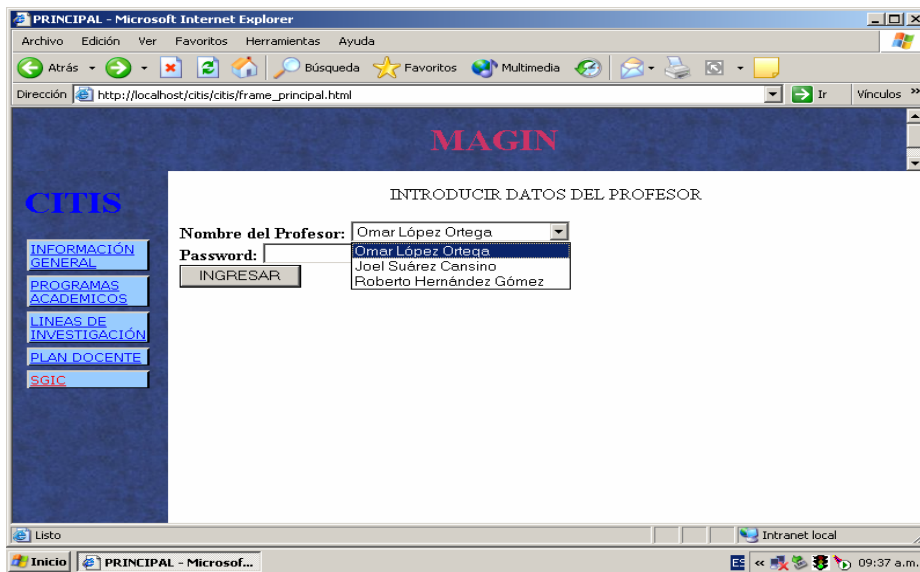 PRINCIPAL - Microsoft Internet Explorer
Archivo Edición Ver Favoritos Herramientas Ayuda
Atrás Búsqueda Favoritos Multimedia
Dirección http://localhost/citis/citis/frame_principal.html Ir Vínculos »
MAGIN
CITIS
INFORMACIÓN
GENERAL
PROGRAMAS
ACADEMICOS
LINEAS DE
INVESTIGACIÓN
PLAN DOCENTE
SGIC
INTRODUCIR DATOS DEL PROFESOR
Nombre del Profesor: Omar López Ortega
Omar López Ortega
Joel Suárez Cansino
Roberto Hernández Gómez
Password:
INGRESAR
Listo Intranet local
Inicio PRINCIPAL - Microsof... ES « 09:37 a.m.